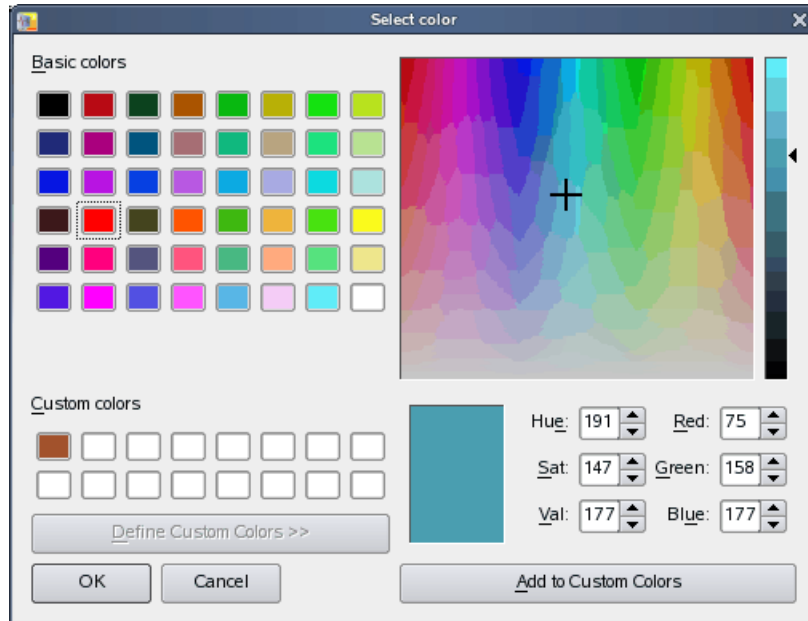 Select color
Basic colors
Custom colors
Define Custom Colors >>
OK Cancel
Hue: 191 Red: 75
Sat: 147 Green: 158
Val: 177 Blue: 177
Add to Custom Colors